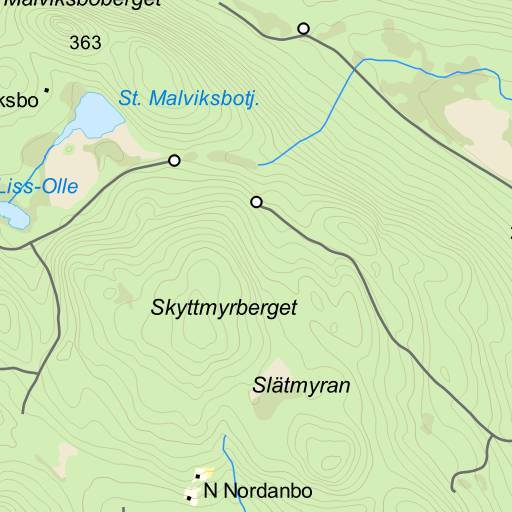 Malviksboberget
363
ksbo
St. Malviksbotj.
Liss-Olle
Skyttmyrberget
Slätmyran
N Nordanbo